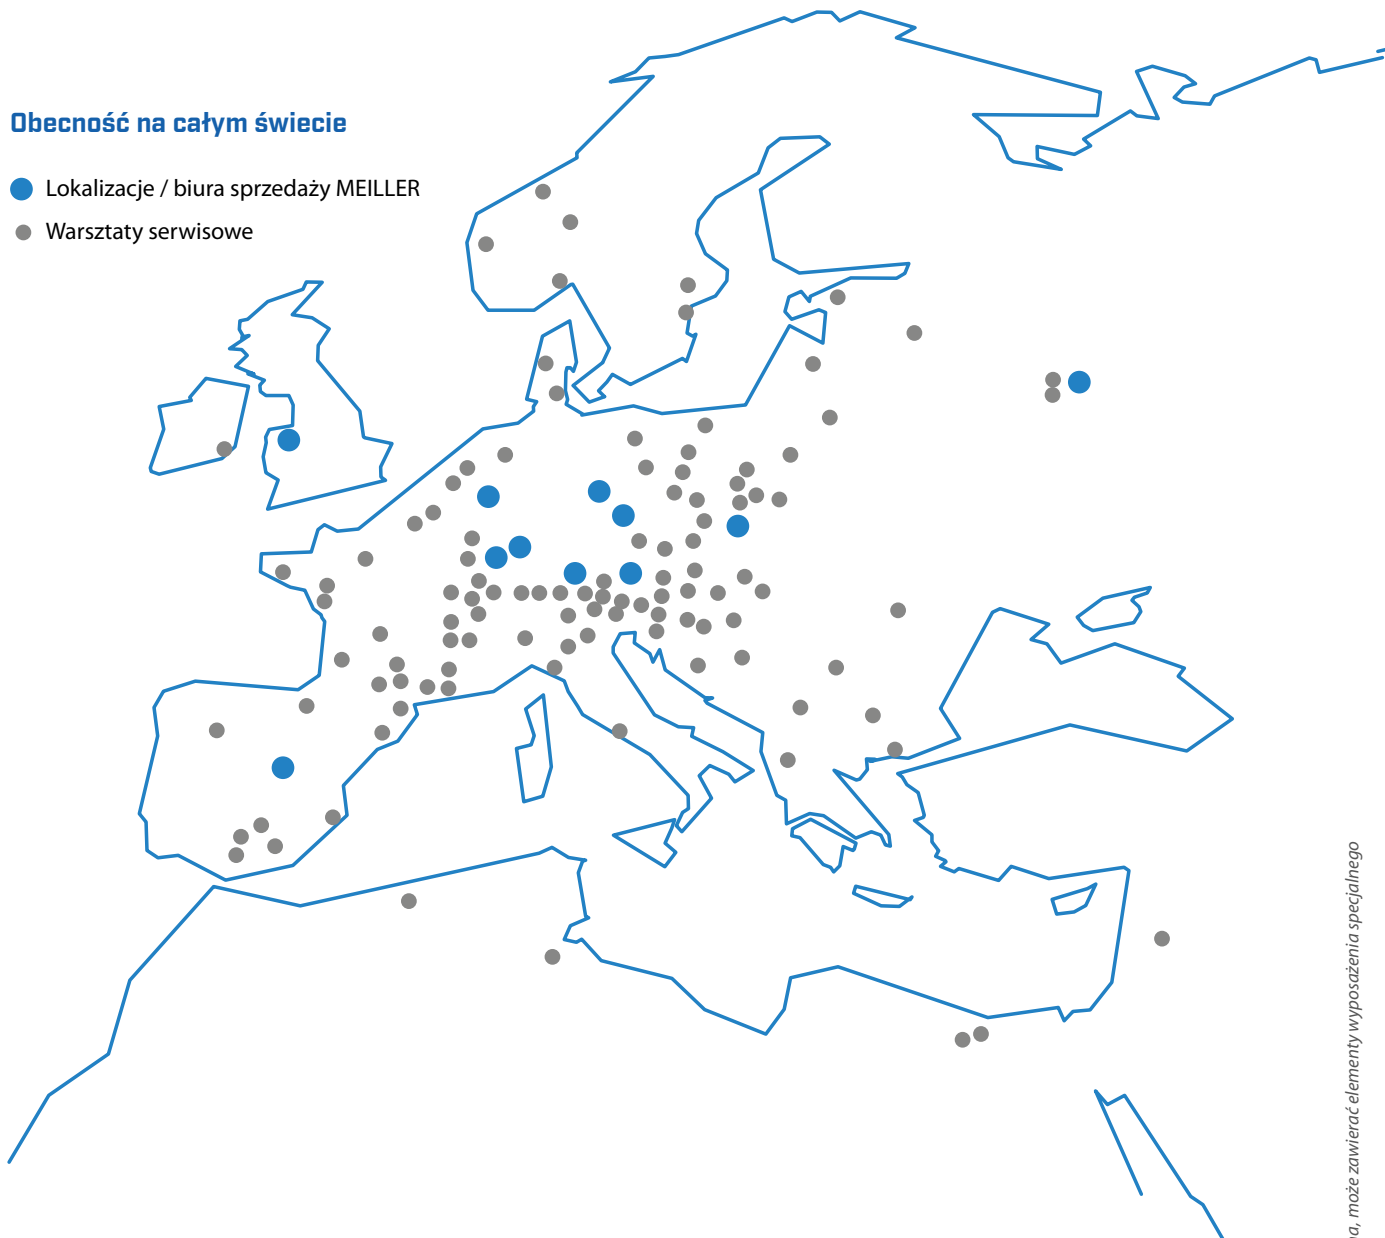 Obecność na całym świecie
Lokalizacje / biura sprzedaży MEILLER
Warsztaty serwisowe
może zawierać elementy wyposażenia specjalnego